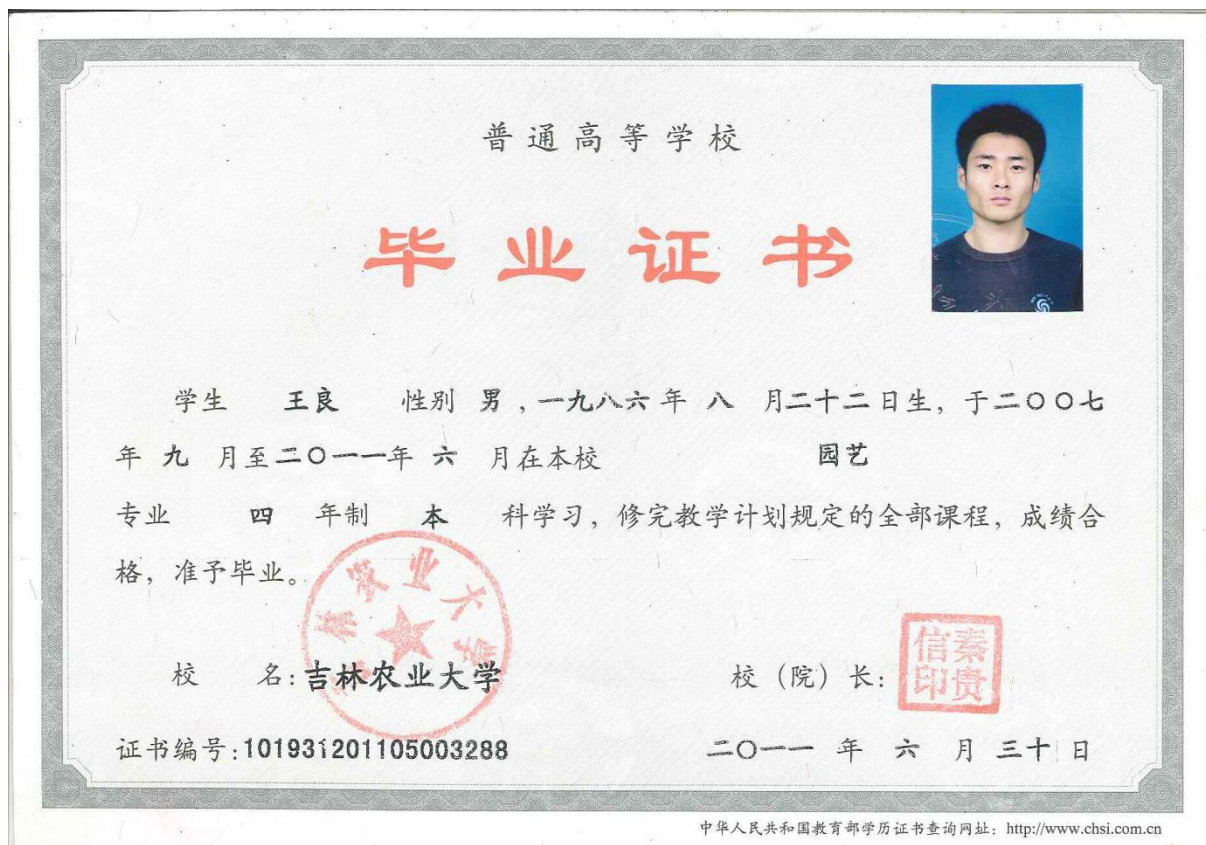 普通高等学校
毕业证书
学生 王良 性别 男，一九八六年 八 月二十二日生，于二〇〇七
年 九 月至二〇一一年 六 月在本校 园艺
专业 四 年制 本 科学习，修完教学计划规定的全部课程，成绩合
格，准予毕业。
吉林农业大学
校 名：吉林农业大学
校（院）长：
秦贵信印
证书编号：101931201105003288
二〇一一 年 六 月 三十 日
中华人民共和国教育部学历证书查询网址：http://www.chsi.com.cn